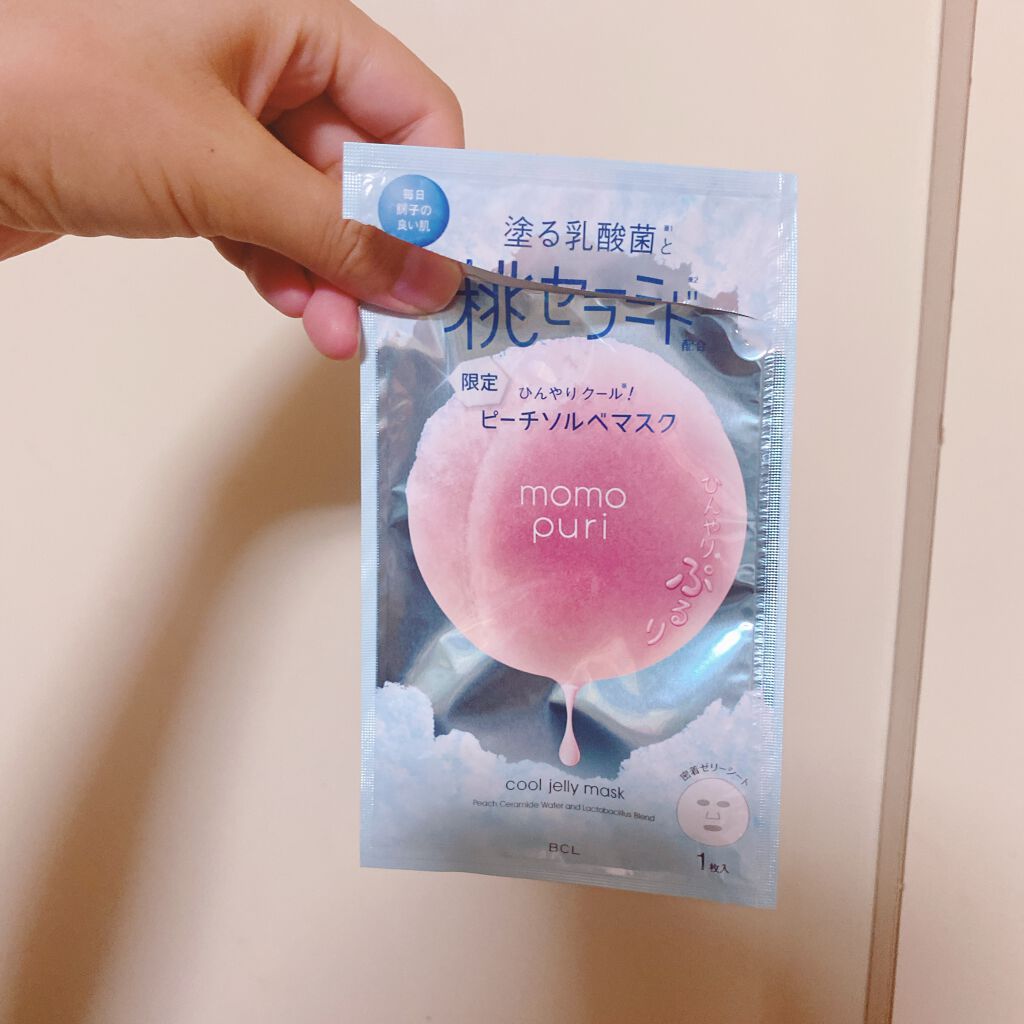 毎日
調子の
良い肌
塗る乳酸菌※1と
桃セラミド※2
配合
限定
ひんやりクール※!
ピーチソルベマスク
momo
puri
ひんやり※
ぷるり
cool jelly mask
Peach Ceramide Water and Lactobacillus Blend
密着ゼリーシート
BCL
1枚入